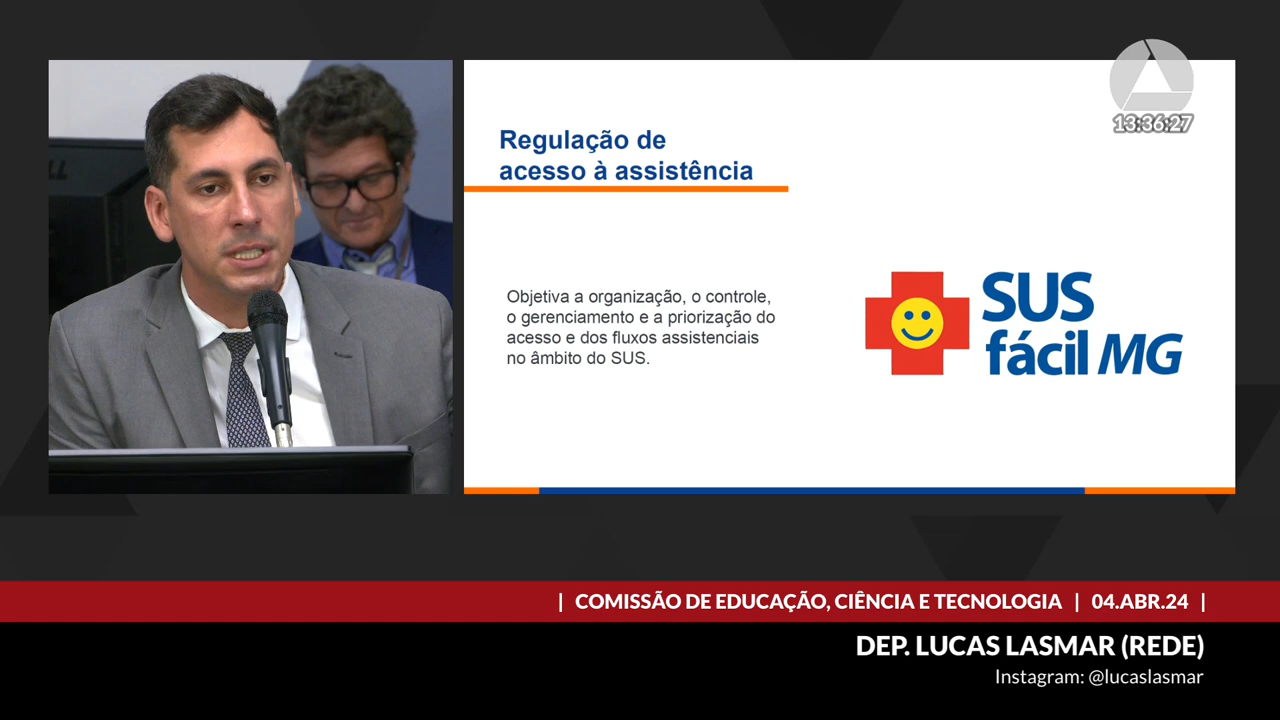 13:36:27
Regulação de
acesso à assistência
Objetiva a organização, o controle,
o gerenciamento e a priorização do
acesso e dos fluxos assistenciais
no âmbito do SUS.
SUS
fácil MG
| COMISSÃO DE EDUCAÇÃO, CIÊNCIA E TECNOLOGIA | 04.ABR.24 |
DEP. LUCAS LASMAR (REDE)
Instagram: @lucaslasmar